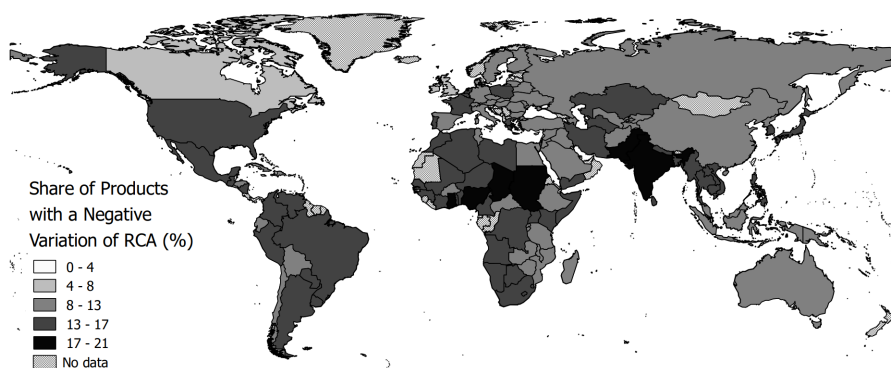 Share of Products
with a Negative
Variation of RCA (%)
0 - 4
4 - 8
8 - 13
13 - 17
17 - 21
No data